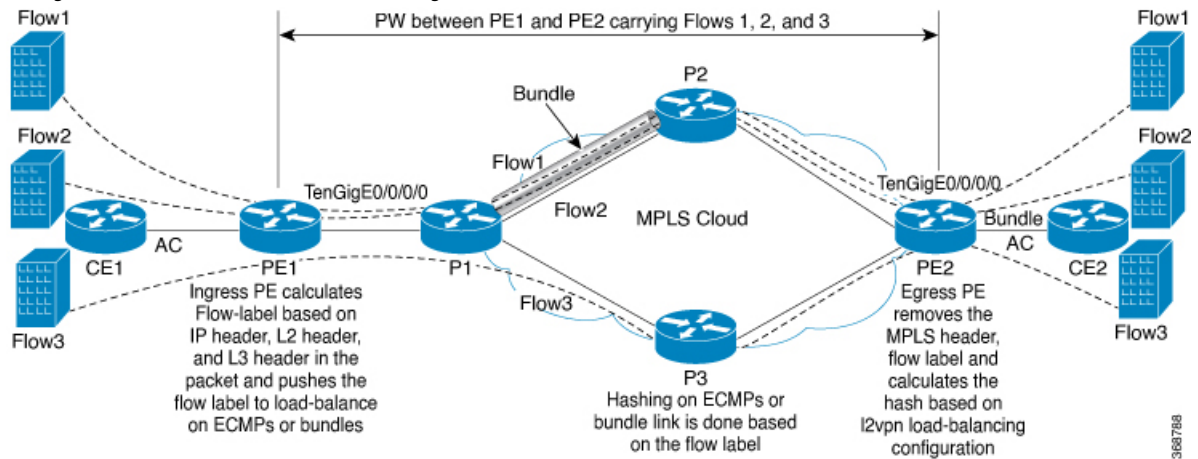 PW between PE1 and PE2 carrying Flows 1, 2, and 3
Flow1
Flow1
P2
Bundle
Flow2
Flow2
Flow1
TenGigE0/0/0/0
TenGigE0/0/0/0
Flow2
MPLS Cloud
Bundle
AC
AC
CE1
PE1
P1
PE2
CE2
Flow3
Flow3
Flow3
Ingress PE calculates
Flow-label based on
IP header, L2 header,
and L3 header in the
packet and pushes the
flow label to load-balance
on ECMPs or bundles
P3
Hashing on ECMPs or
bundle link is done based
on the flow label
Egress PE
removes the
MPLS header,
flow label and
calculates the
hash based on
l2vpn load-balancing
configuration
368788